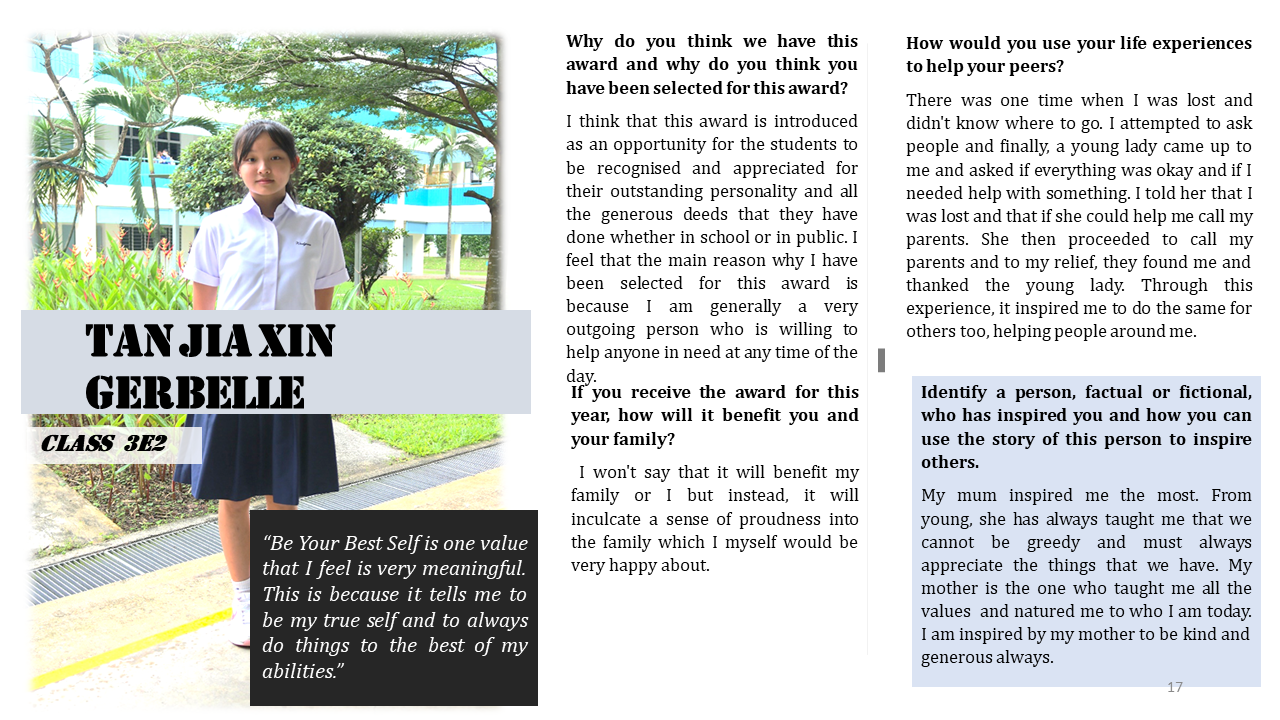 TAN JIA XIN
GERBELLE
CLASS 3E2
“Be Your Best Self is one value
that I feel is very meaningful.
This is because it tells me to
be my true self and to always
do things to the best of my
abilities.”
Why do you think we have this
award and why do you think you
have been selected for this award?
I think that this award is introduced
as an opportunity for the students to
be recognised and appreciated for
their outstanding personality and all
the generous deeds that they have
done whether in school or in public. I
feel that the main reason why I have
been selected for this award is
because I am generally a very
outgoing person who is willing to
help anyone in need at any time of the
day.
If you receive the award for this
year, how will it benefit you and
your family?
I won't say that it will benefit my
family or I but instead, it will
inculcate a sense of proudness into
the family which I myself would be
very happy about.
How would you use your life experiences
to help your peers?
There was one time when I was lost and
didn't know where to go. I attempted to ask
people and finally, a young lady came up to
me and asked if everything was okay and if I
needed help with something. I told her that I
was lost and that if she could help me call my
parents. She then proceeded to call my
parents and to my relief, they found me and
thanked the young lady. Through this
experience, it inspired me to do the same for
others too, helping people around me.
Identify a person, factual or fictional,
who has inspired you and how you can
use the story of this person to inspire
others.
My mum inspired me the most. From
young, she has always taught me that we
cannot be greedy and must always
appreciate the things that we have. My
mother is the one who taught me all the
values and natured me to who I am today.
I am inspired by my mother to be kind and
generous always.
17